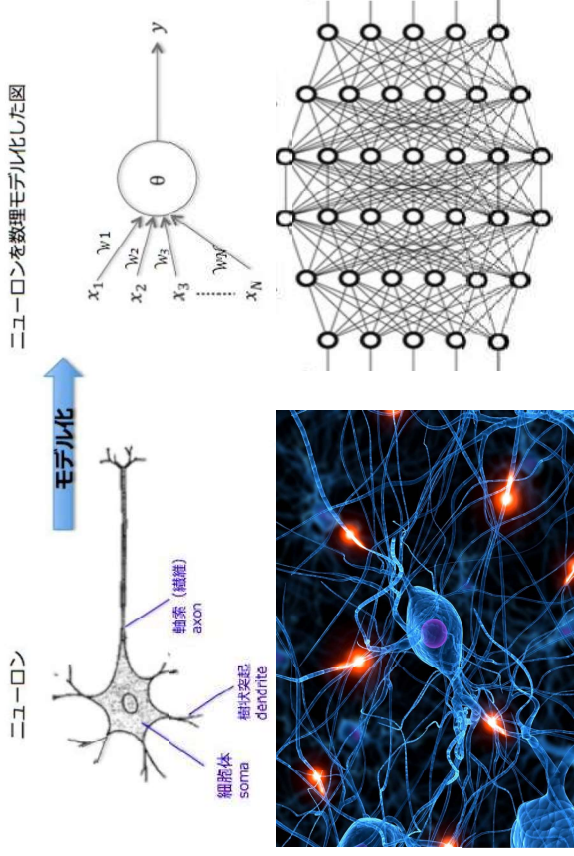 ニューロン
モデル化
ニューロンを数理モデル化した図
細胞体
soma
樹状突起
dendrite
軸索（繊維）
axon
x1
x2
x3
xN
w1
w2
w3
wN
θ
y